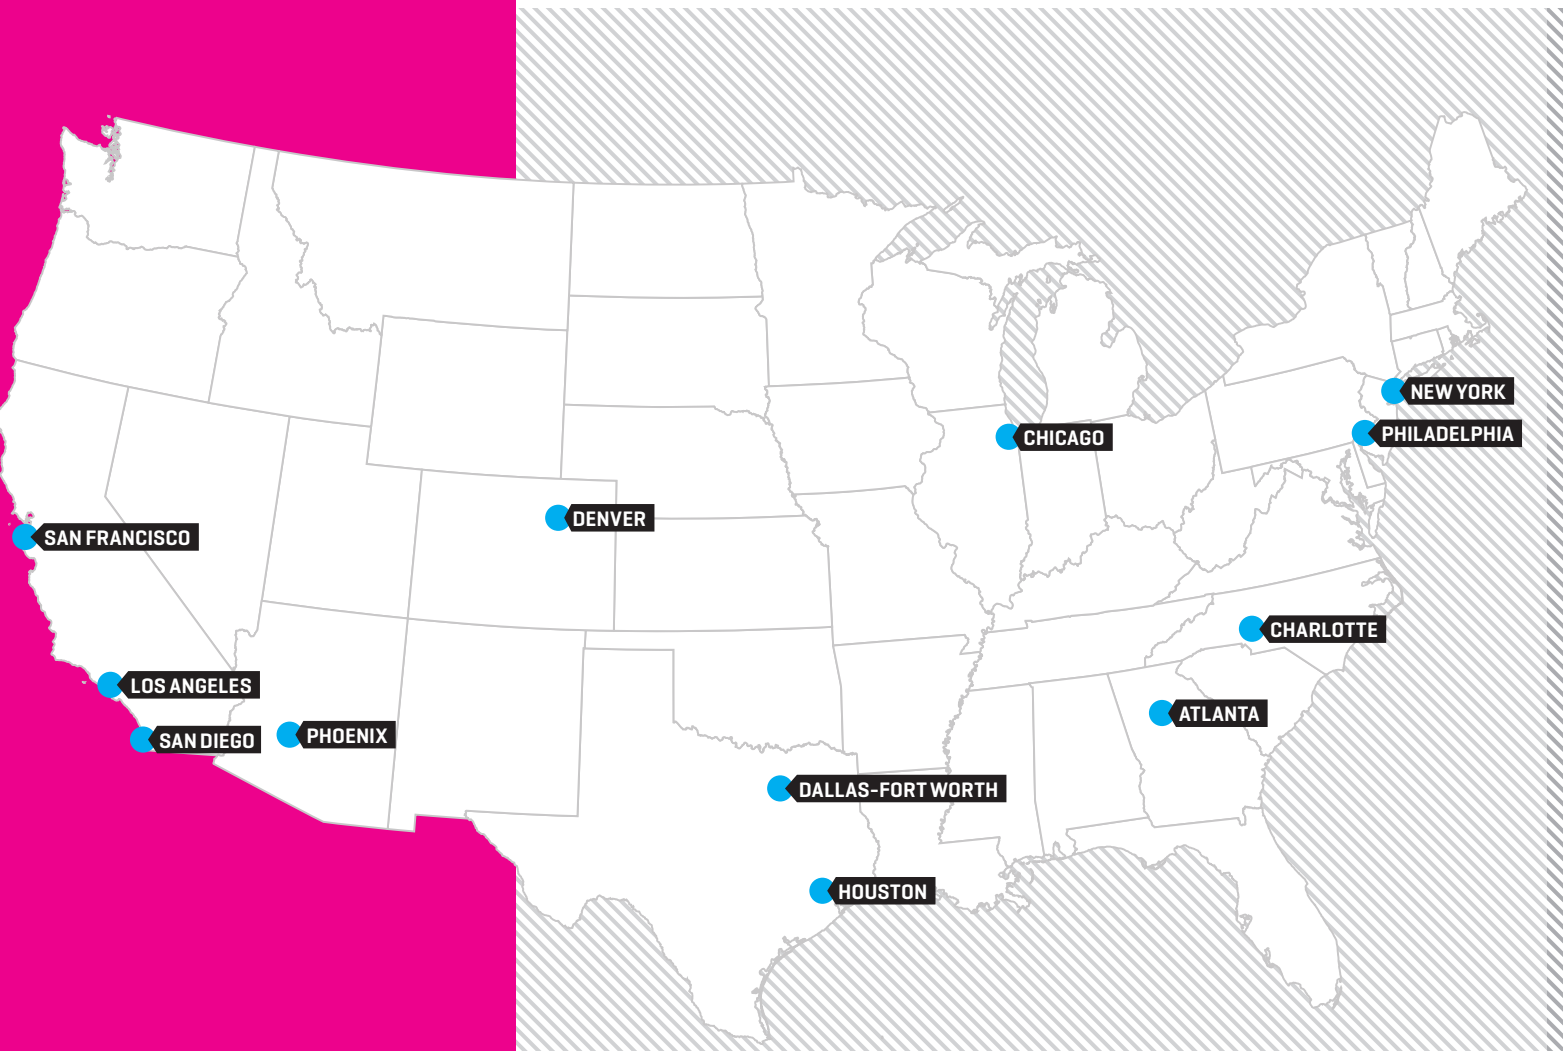 NEW YORK
PHILADELPHIA
CHICAGO
DENVER
SAN FRANCISCO
CHARLOTTE
LOS ANGELES
ATLANTA
SAN DIEGO
PHOENIX
DALLAS-FORT WORTH
HOUSTON